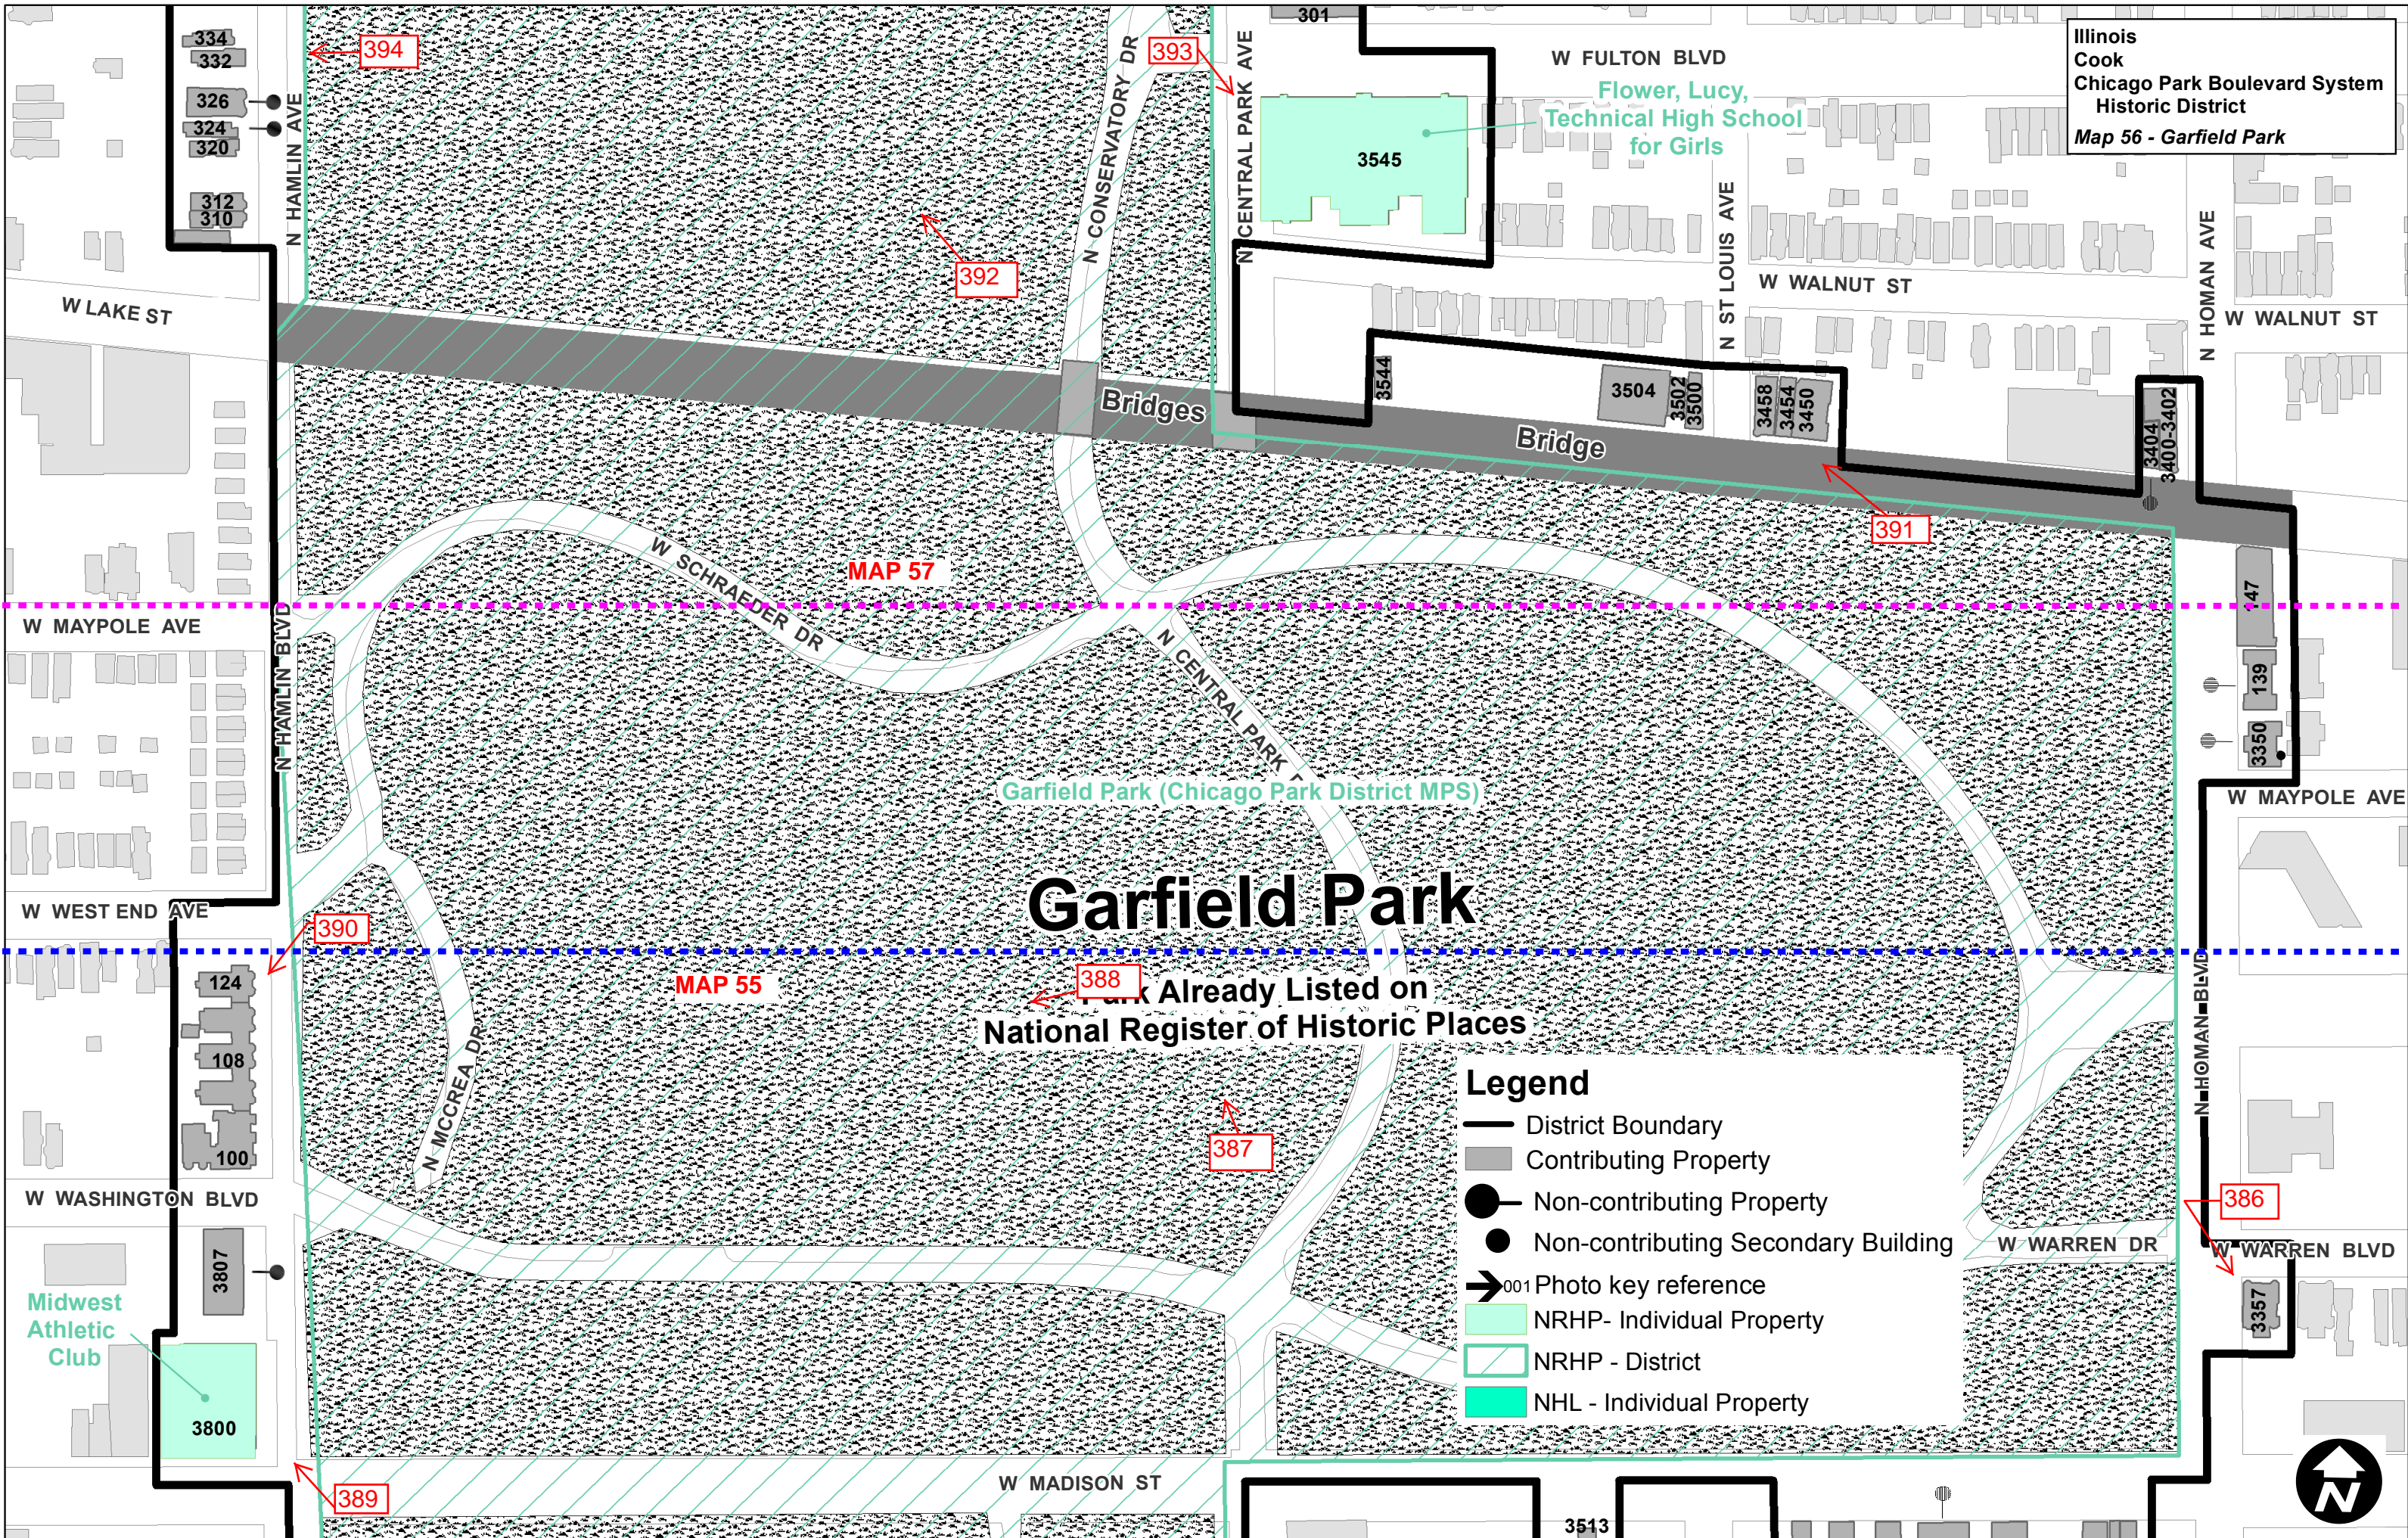 Illinois
Cook
Chicago Park Boulevard System
Historic District
Map 56 - Garfield Park
301
334
332
394
393
W FULTON BLVD
326
324
320
N HAMLIN AVE
N CONSERVATORY DR
N CENTRAL PARK AVE
Flower, Lucy,
Technical High School
for Girls
3545
312
310
392
N ST LOUIS AVE
N HOMAN AVE
W LAKE ST
W WALNUT ST
W WALNUT ST
Bridges
Bridge
3544
3504
3502
3500
3458
3454
3450
3404
3400-3402
391
W SCHRAEDER DR
MAP 57
W MAYPOLE AVE
N HAMLIN BLVD
N CENTRAL PARK
147
139
3350
W MAYPOLE AVE
Garfield Park (Chicago Park District MPS)
Garfield Park
W WEST END AVE
390
124
108
100
MAP 55
388
Already Listed on
National Register of Historic Places
N MCCREA DR
387
N HOMAN BLVD
386
W WASHINGTON BLVD
3807
Midwest
Athletic
Club
3800
W WARREN DR
W WARREN BLVD
3357
Legend
District Boundary
Contributing Property
Non-contributing Property
Non-contributing Secondary Building
001 Photo key reference
NRHP- Individual Property
NRHP - District
NHL - Individual Property
389
W MADISON ST
3513
N